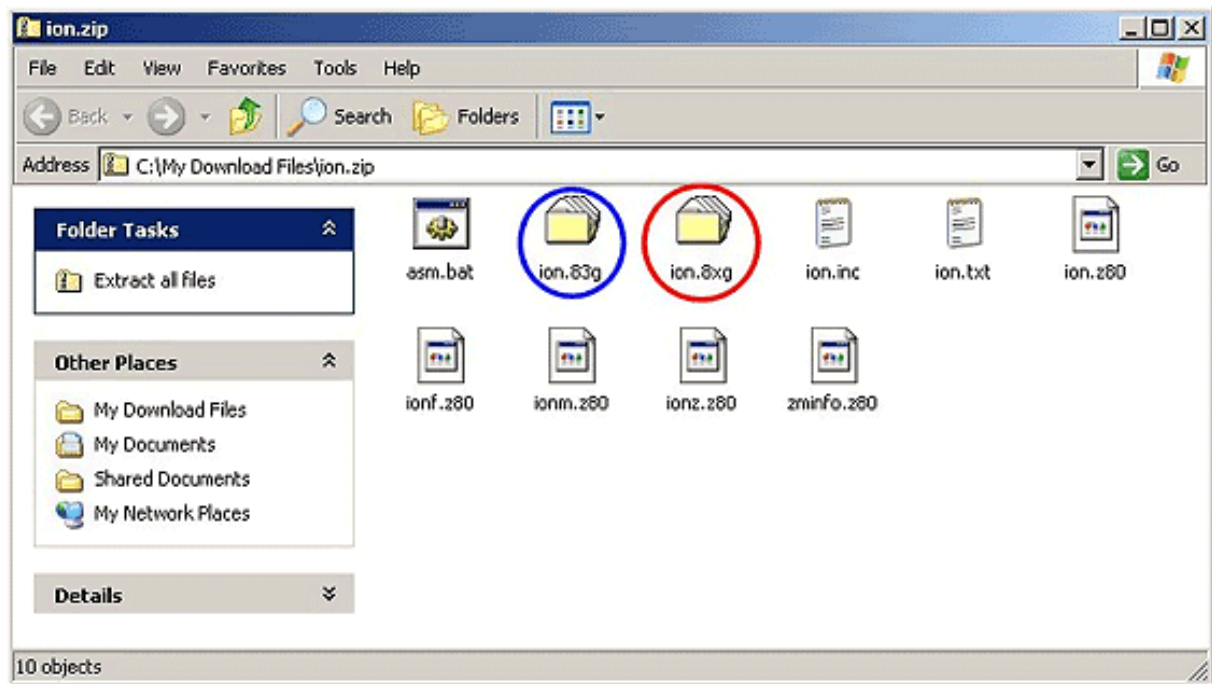 ion.zip
File Edit View Favorites Tools Help
Back Search Folders
Address C:\My Download Files\ion.zip Go
Folder Tasks
Extract all files
Other Places
My Download Files
My Documents
Shared Documents
My Network Places
Details
asm.bat ion.83g ion.8xg ion.inc ion.txt ion.z80
ionf.z80 ionm.z80 ionz.z80 zminfo.z80
10 objects